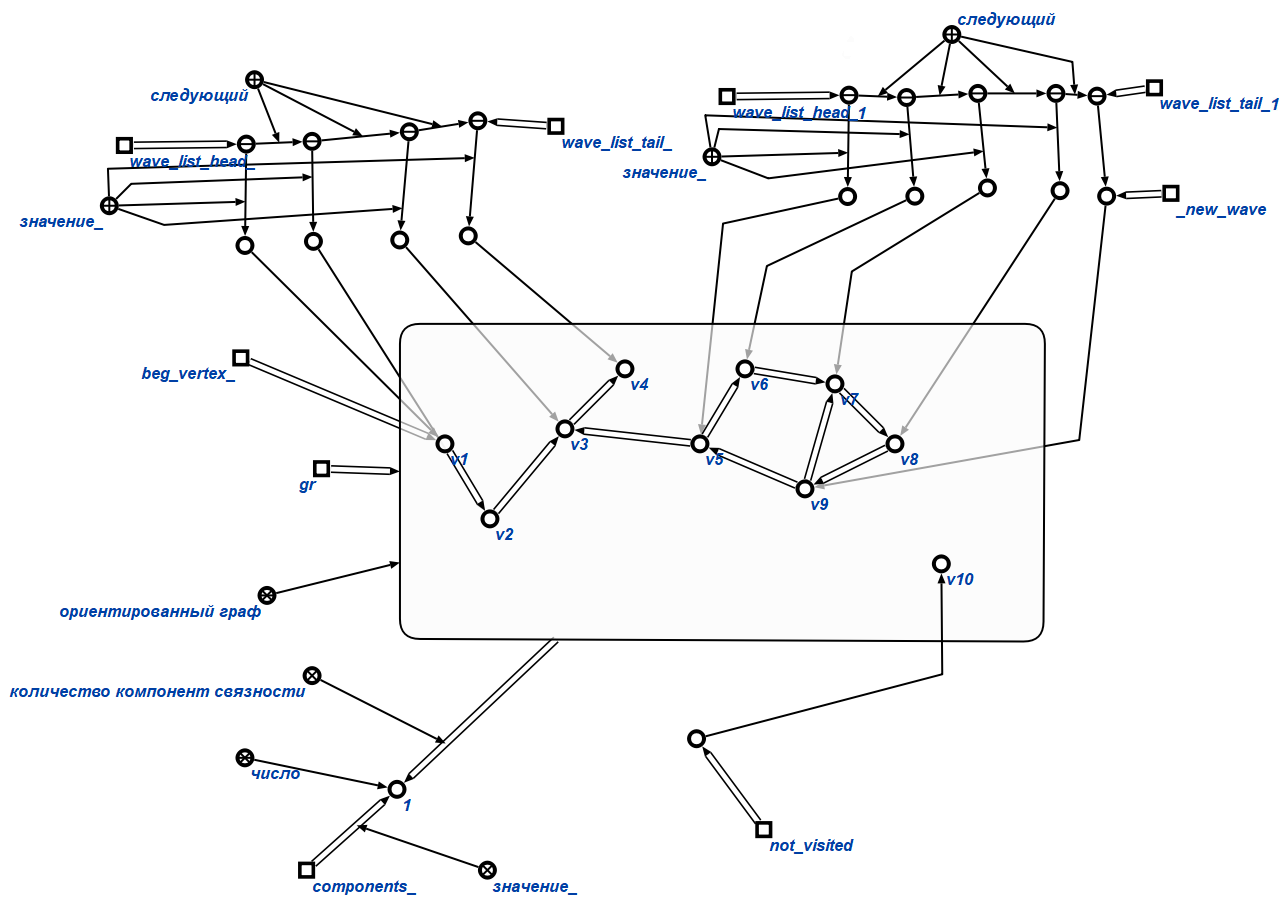 следующий
следующий
wave_list_head_
wave_list_tail_
wave_list_head_1
wave_list_tail_1
значение_
значение_
_new_wave
beg_vertex_
v4
v6
v7
v1
v3
v5
v8
gr
v2
v9
v10
ориентированный граф
количество компонент связности
число
1
not_visited
components_
значение_